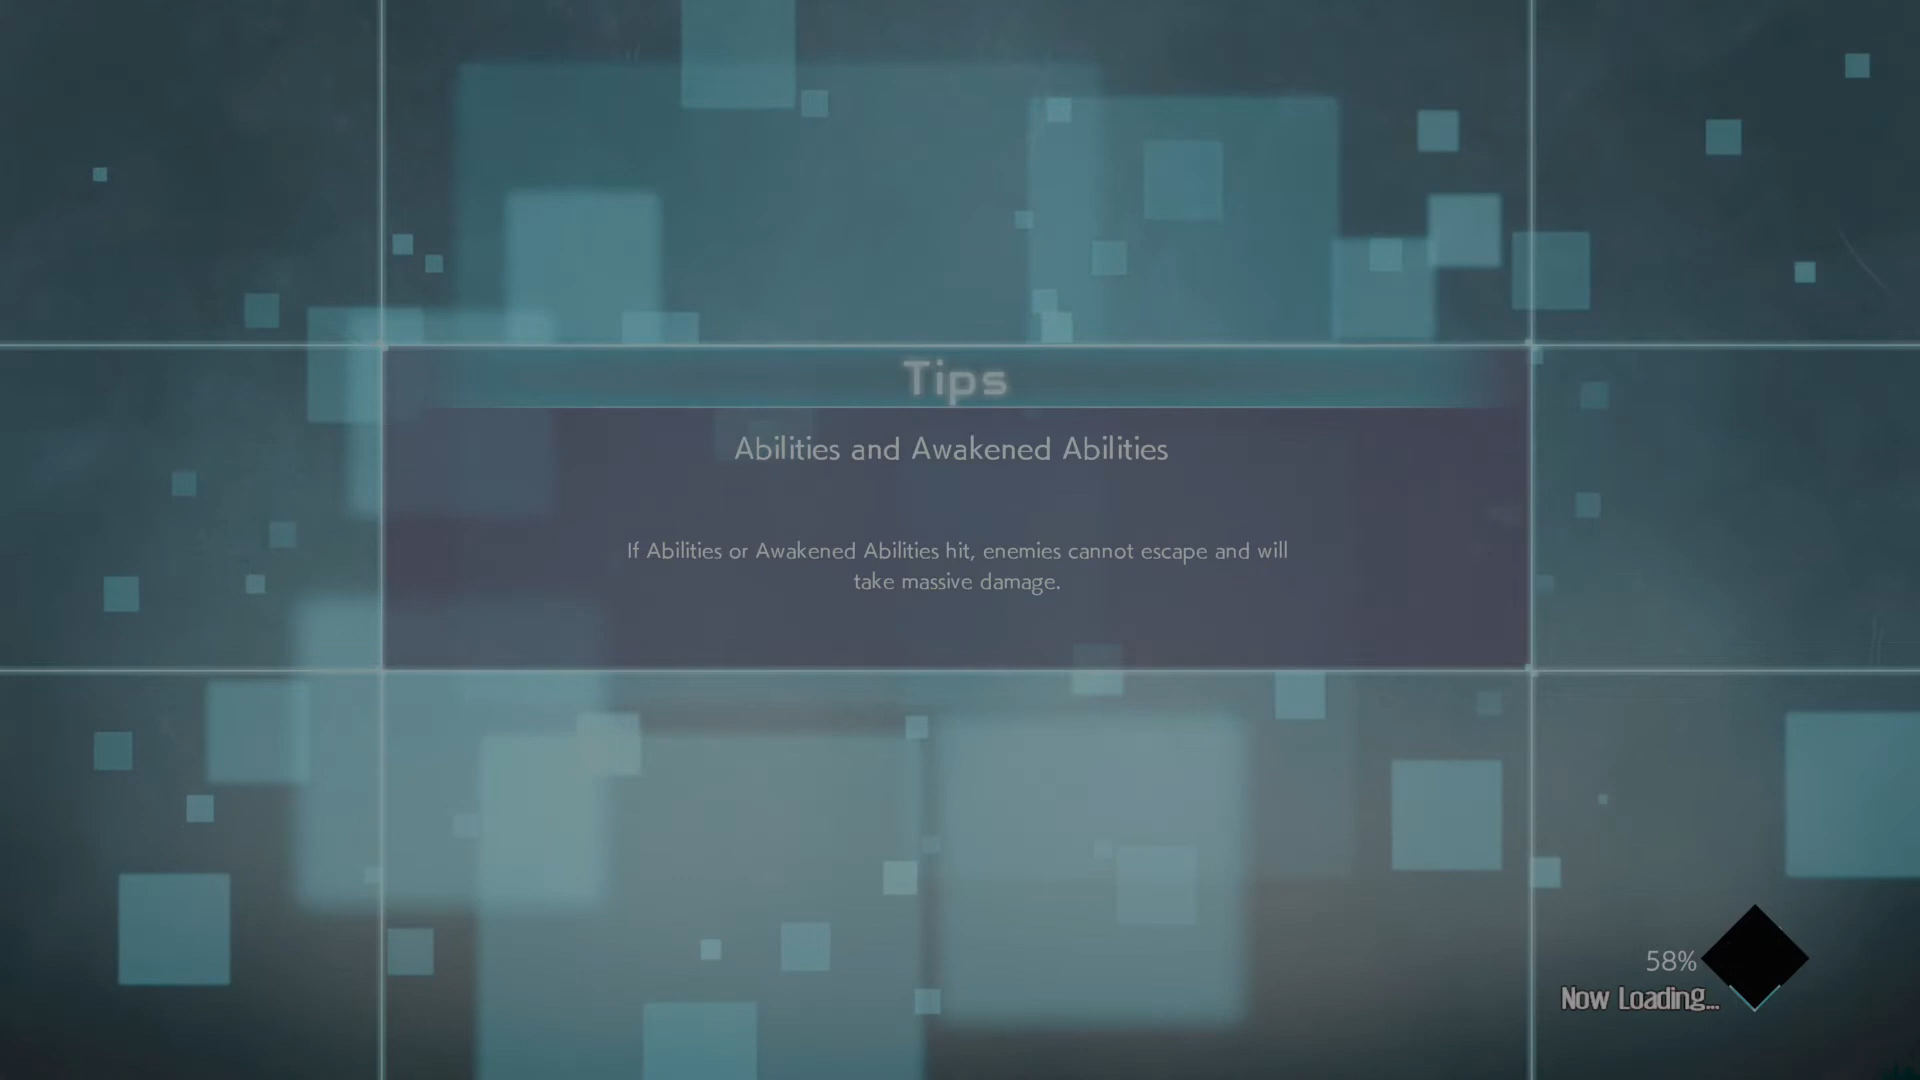 Tips
Abilities and Awakened Abilities
If Abilities or Awakened Abilities hit, enemies cannot escape and will
take massive damage.
58%
Now Loading...